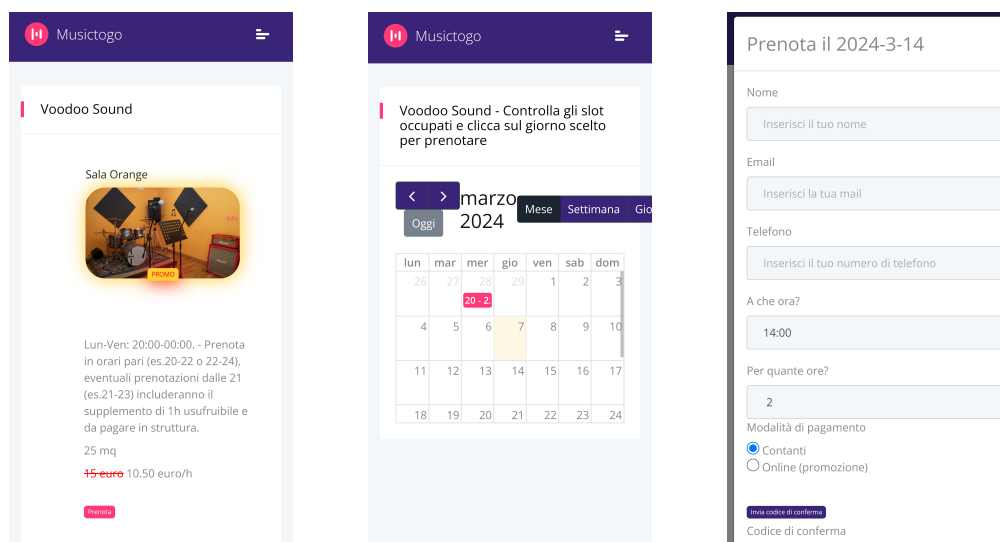 Musictogo
Voodoo Sound
Sala Orange
Info
PROMO
Lun-Ven: 20:00-00:00. - Prenota
in orari pari (es.20-22 o 22-24),
eventuali prenotazioni dalle 21
(es.21-23) includeranno il
supplemento di 1h usufruibile e
da pagare in struttura.
25 mq
15 euro 10.50 euro/h
Prenota
Musictogo
Voodoo Sound - Controlla gli slot
occupati e clicca sul giorno scelto
per prenotare
marzo
2024
Oggi
Mese Settimana Gio
lun mar mer gio ven sab dom
26 27 28 29 1 2 3
20 - 2
4 5 6 7 8 9 10
11 12 13 14 15 16 17
18 19 20 21 22 23 24
Prenota il 2024-3-14
Nome
Inserisci il tuo nome
Email
Inserisci la tua mail
Telefono
Inserisci il tuo numero di telefono
A che ora?
14:00
Per quante ore?
2
Modalità di pagamento
Contanti
Online (promozione)
Invia codice di conferma
Codice di conferma